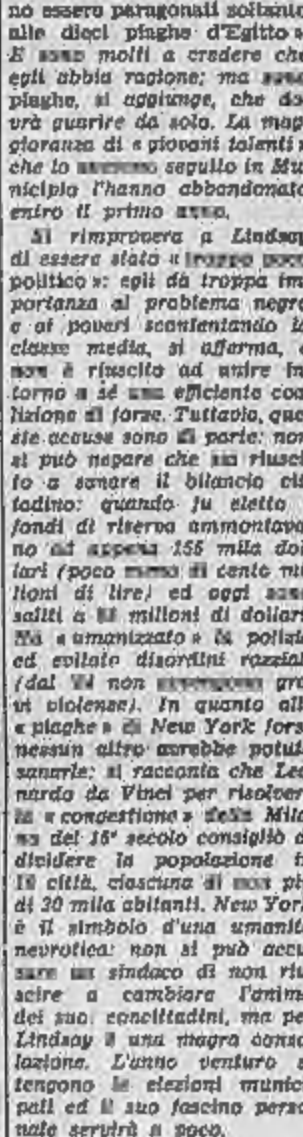 no essere paragonati soltanto
alle dieci piaghe d'Egitto ».
E sono molti a credere che
egli abbia ragione; ma sono
piaghe, si aggiunge, che do
vrà guarire da solo. La mag
gioranza di « giovani talenti »
che lo avevano seguito in Mu
nicipio l'hanno abbandonato
entro il primo anno.
Si rimprovera a Lindsay
di essere stato « troppo poco
politico »: egli dà troppa im
portanza al problema negro
e ai poveri scontentando la
classe media, si afferma, e
non è riuscito ad unire in
torno a sé una efficiente coa
lizione di forze. Tuttavia, que
ste accuse sono di parte: non
si può negare che sia riusci
to a sanare il bilancio cit
tadino: quando fu eletto i
fondi di riserva ammontava
no ad appena 155 mila dol
lari (poco meno di cento mi
lioni di lire) ed oggi sono
saliti a milioni di dollari
Ha « umanizzato » la polizia
ed evitato disordini razziali
(dal '64 non gra
vi violenze). In quanto alle
« piaghe » di New York forse
nessun altro avrebbe potuto
sanarle: si racconta che Leo
nardo da Vinci per risolvere
la « congestione » della Mila
no del 16° secolo consigliò di
dividere la popolazione in
10 città, ciascuna di non più
di 30 mila abitanti. New York
è il simbolo d'una umanità
nevrotica: non si può accu
sare un sindaco di non riu
scire a cambiare l'anima
dei suoi concittadini, ma per
Lindsay è una magra conso
lazione. L'anno venturo si
tengono le elezioni munici
pali ed il suo fascino perso
nale servirà a poco.